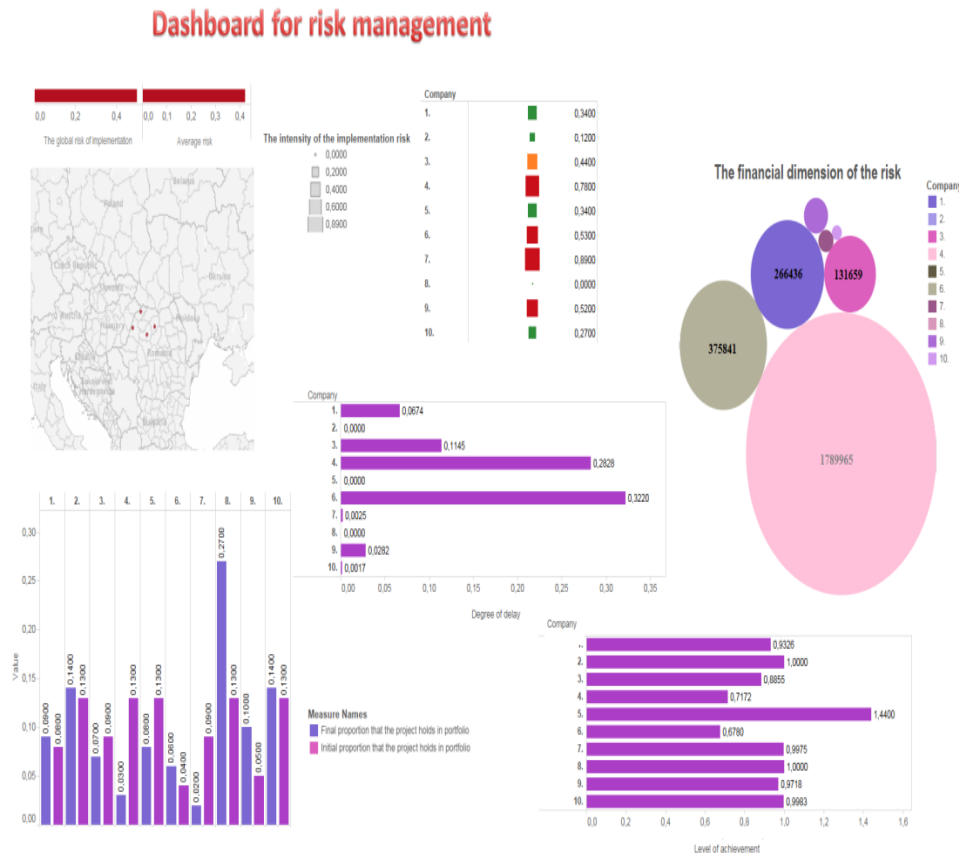 Dashboard for risk management
0,0 0,2 0,4 0,0 0,1 0,2 0,3 0,4
The global risk of implementation Average risk
The intensity of the implementation risk
0,0000
0,2000
0,4000
0,6000
0,8900
Company
1. 0,3400
2. 0,1200
3. 0,4400
4. 0,7800
5. 0,3400
6. 0,5300
7. 0,8900
8. 0,0000
9. 0,5200
10. 0,2700
Belarus
Poland
Czech Republic
Ukraine
Slovakia
Austria
Hungary
Moldova
Romania
Croatia
Bulgaria
Italy
The financial dimension of the risk
266436
131659
375841
1789965
Company
1.
2.
3.
4.
5.
6.
7.
8.
9.
10.
Company
1. 0,0674
2. 0,0000
3. 0,1145
4. 0,2828
5. 0,0000
6. 0,3220
7. 0,0025
8. 0,0000
9. 0,0282
10. 0,0017
0,00 0,05 0,10 0,15 0,20 0,25 0,30 0,35
Degree of delay
1. 2. 3. 4. 5. 6. 7. 8. 9. 10.
Value
0,30
0,25
0,20
0,15
0,10
0,05
0,00
0,0900 0,0800 0,1400 0,1300 0,0700 0,0900 0,0300 0,1300 0,0800 0,1300 0,0600 0,0400 0,0200 0,0900 0,2700 0,1300 0,1000 0,0500 0,1400 0,1300
Measure Names
Final proportion that the project holds in portfolio
Initial proportion that the project holds in portfolio
Company
0,9326
2. 1,0000
3. 0,8855
4. 0,7172
5. 1,4400
6. 0,6780
7. 0,9975
8. 1,0000
9. 0,9718
10. 0,9983
0,0 0,2 0,4 0,6 0,8 1,0 1,2 1,4 1,6
Level of achievement